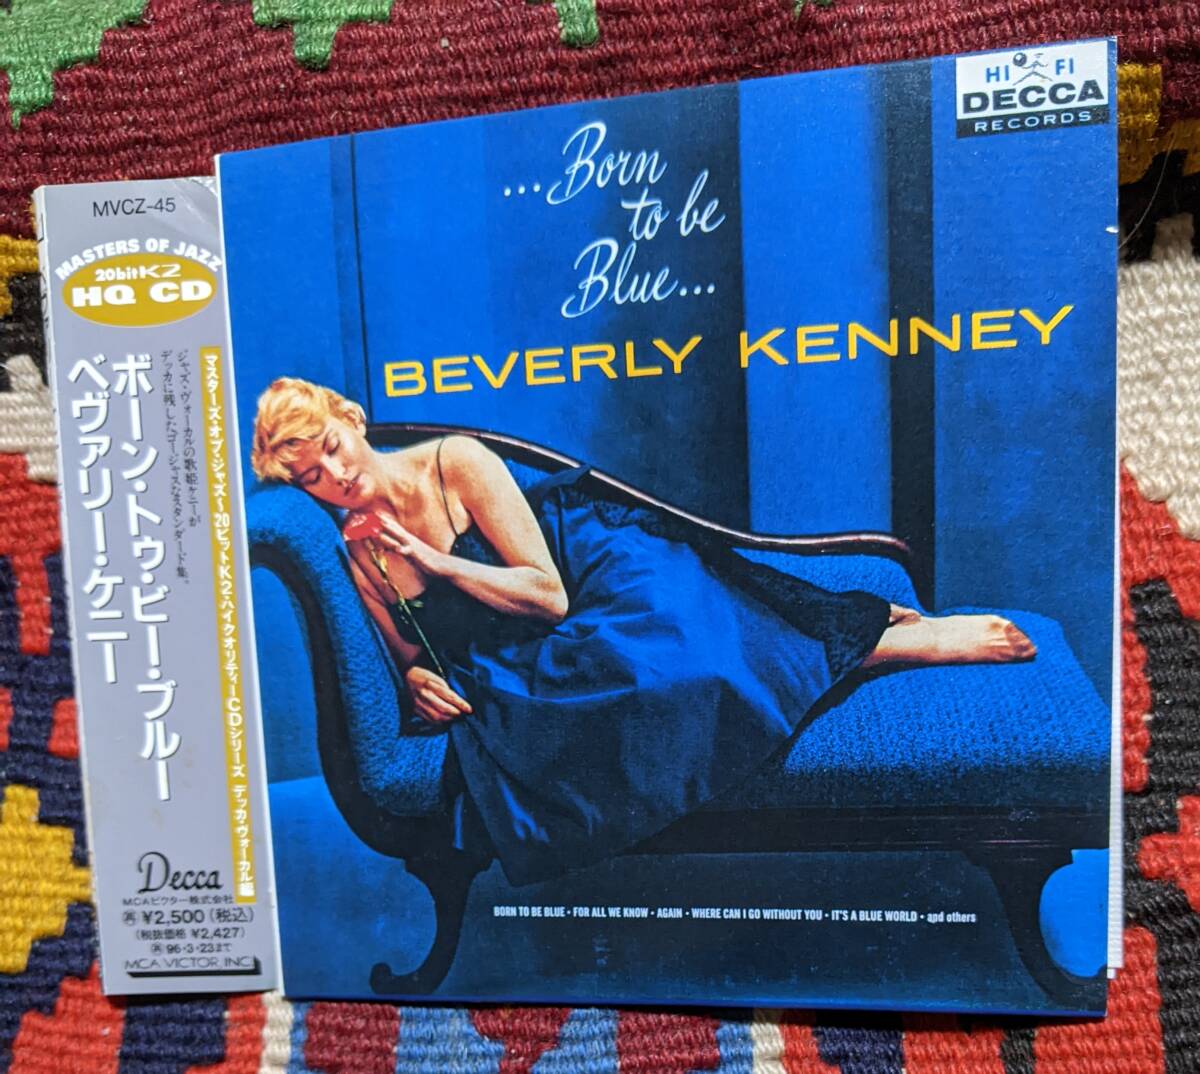 MVCZ-45
MASTERS OF JAZZ
20bit K2
HQ CD
マスターズ・オブ・ジャズ〜20ビットK2・ハイクオリティーCDシリーズ デッカ・ヴォーカル編
ジャズ・ヴォーカルの歌姫ケニーが
デッカに残したゴージャスなスタンダード集。
ボーン・トゥ・ビー・ブルー
ベヴァリー・ケニー
Decca
MCAビクター株式会社
再 ¥2,500 (税込)
(税抜価格 ¥2,427)
再 96・3・23まで
MCA VICTOR, INC.
HI FI
DECCA
RECORDS
...Born
to be
Blue...
BEVERLY KENNEY
BORN TO BE BLUE • FOR ALL WE KNOW • AGAIN • WHERE CAN I GO WITHOUT YOU • IT'S A BLUE WORLD • and others